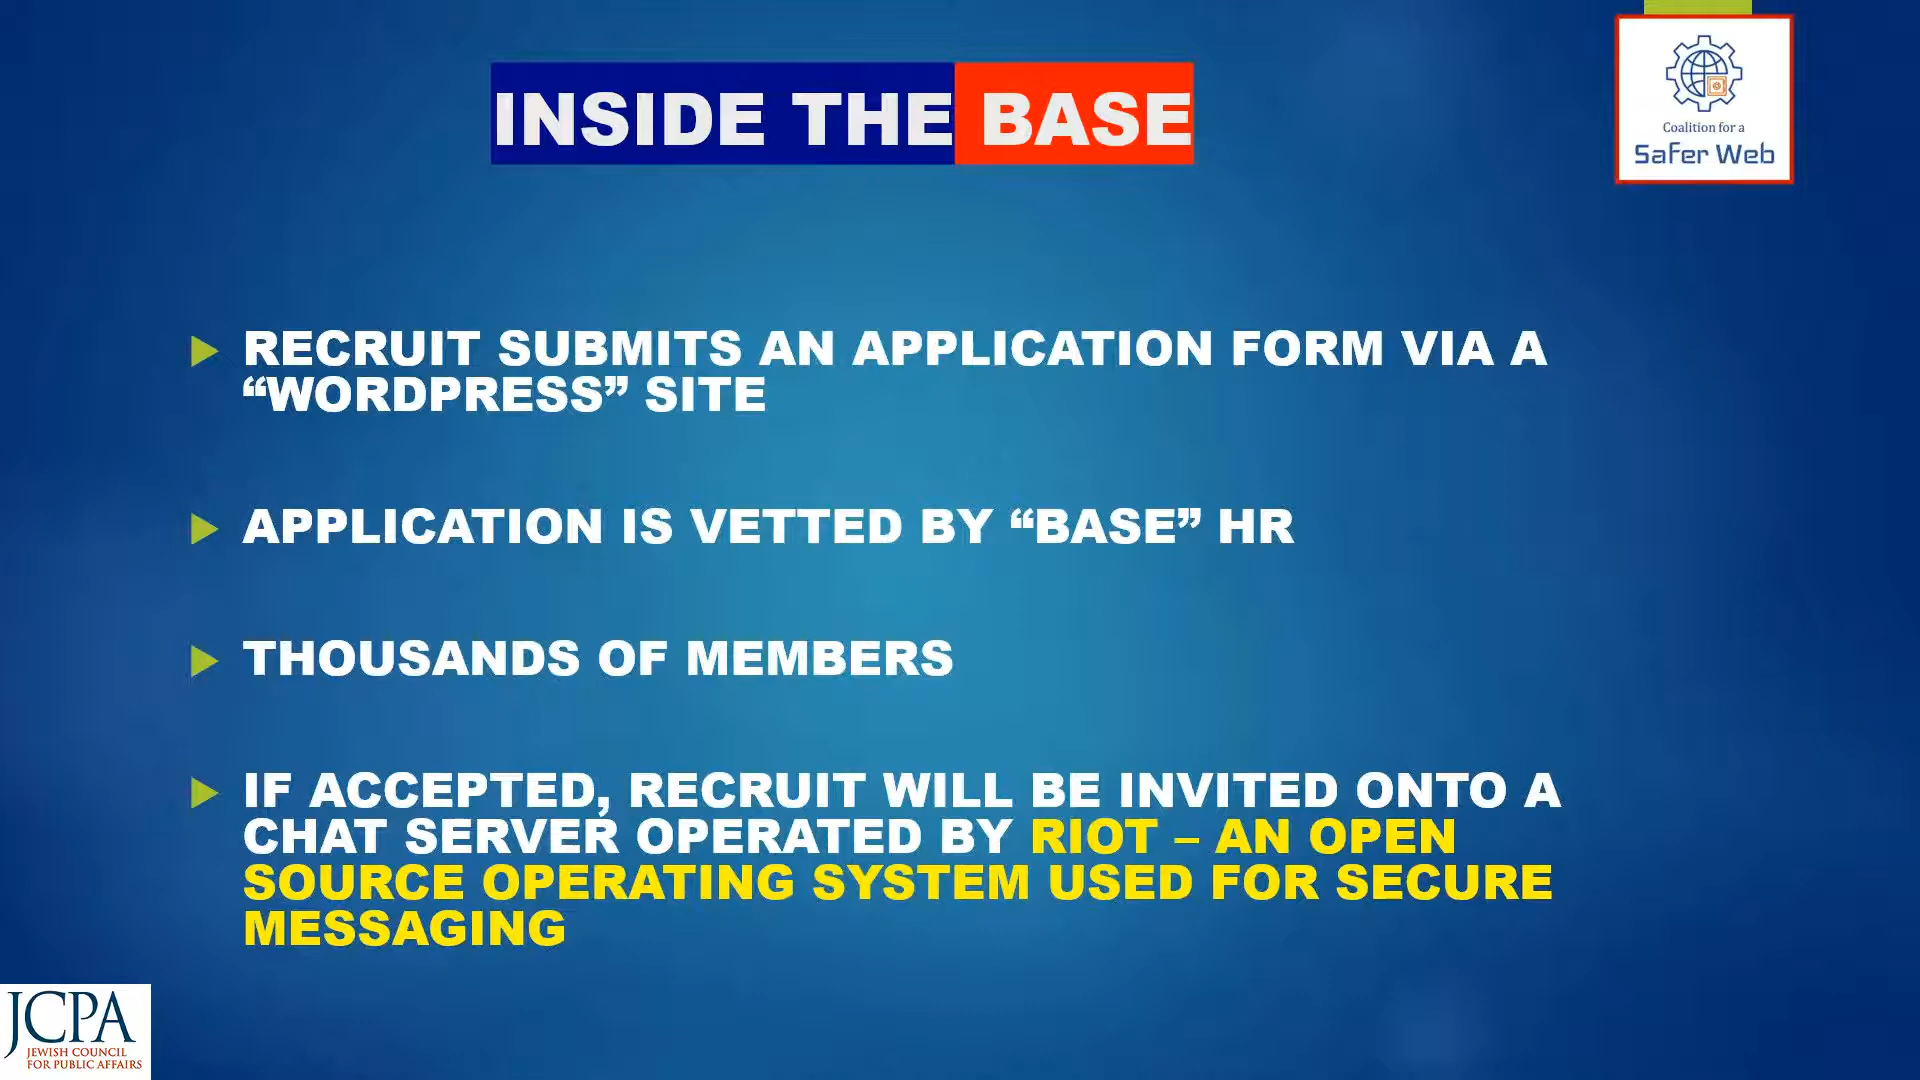 INSIDE THE BASE
Coalition for a
Safer Web
RECRUIT SUBMITS AN APPLICATION FORM VIA A
“WORDPRESS” SITE
APPLICATION IS VETTED BY “BASE” HR
THOUSANDS OF MEMBERS
IF ACCEPTED, RECRUIT WILL BE INVITED ONTO A
CHAT SERVER OPERATED BY RIOT – AN OPEN
SOURCE OPERATING SYSTEM USED FOR SECURE
MESSAGING
JCPA
JEWISH COUNCIL
FOR PUBLIC AFFAIRS